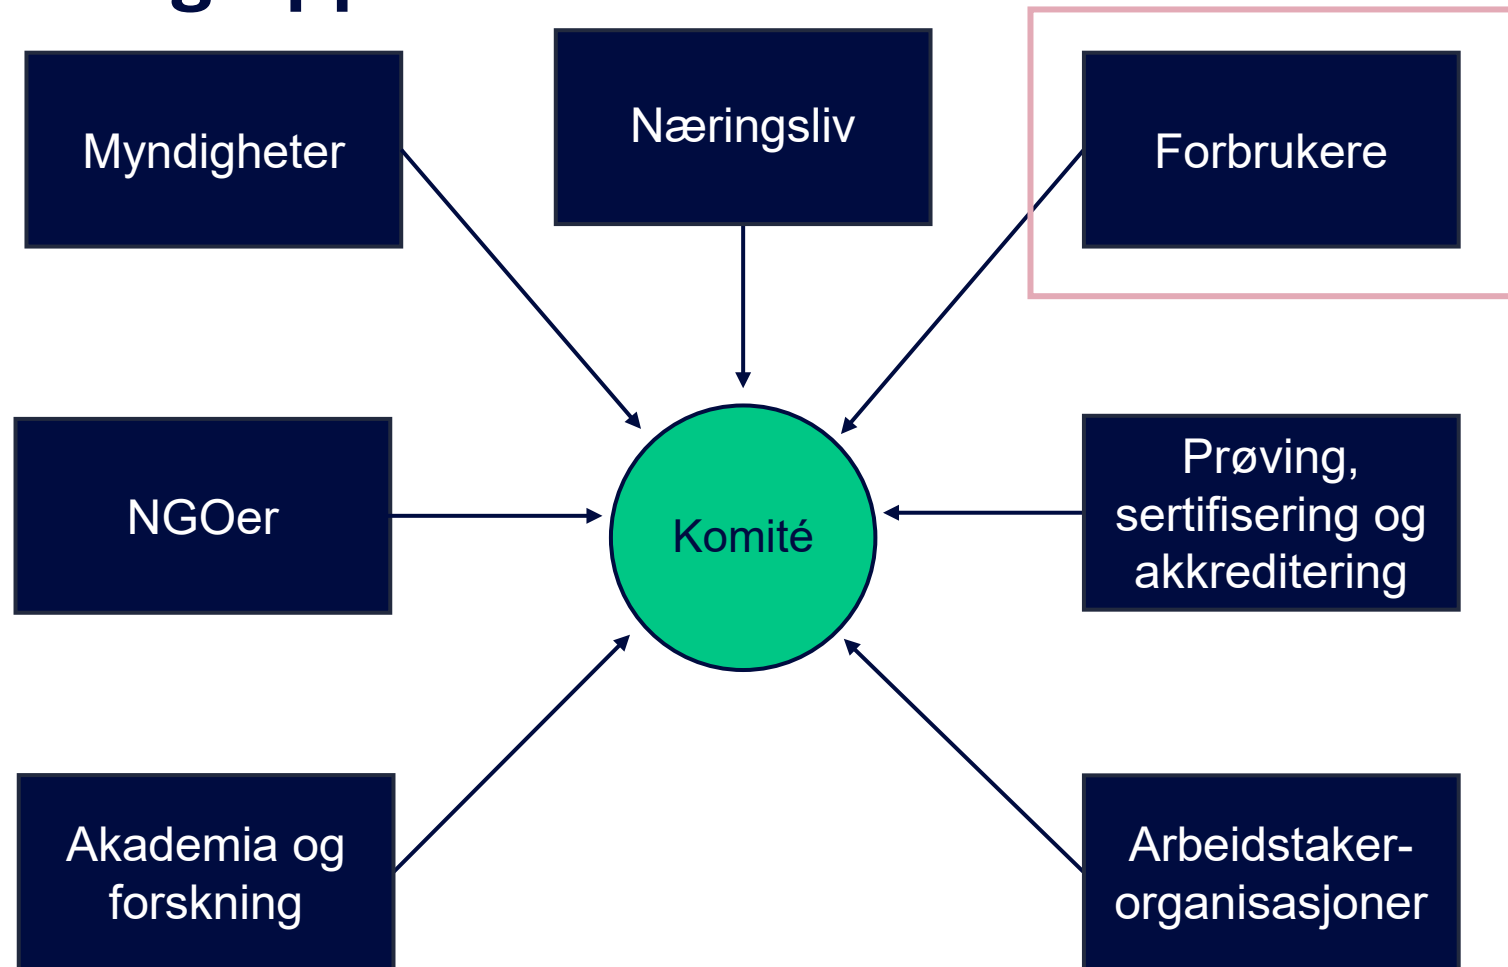 Myndigheter
Næringsliv
Forbrukere
NGOer
Komité
Prøving,
sertifisering og
akkreditering
Akademia og
forskning
Arbeidstaker-
organisasjoner